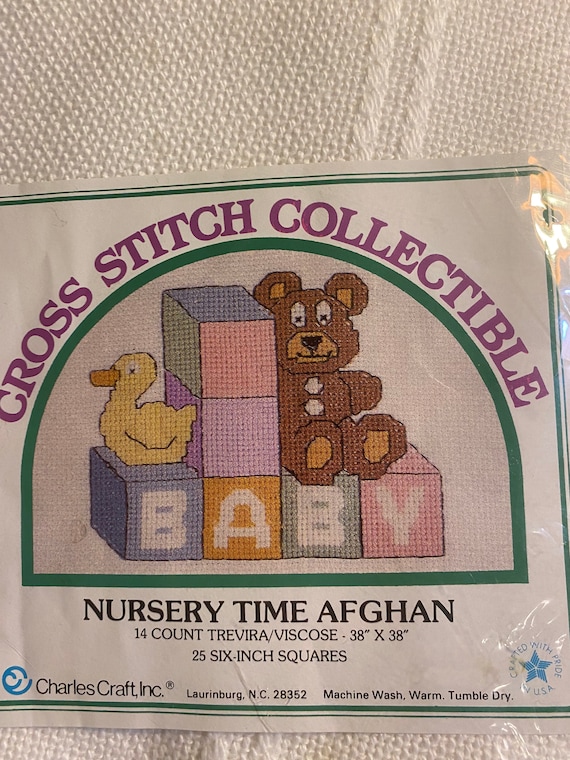 CROSS STITCH COLLECTIBLE
BABY
NURSERY TIME AFGHAN
14 COUNT TREVIRA/VISCOSE - 38" X 38"
25 SIX-INCH SQUARES
Charles Craft, Inc.®
Laurinburg, N.C. 28352 Machine Wash, Warm. Tumble Dry.
CRAFTED WITH PRIDE
USA